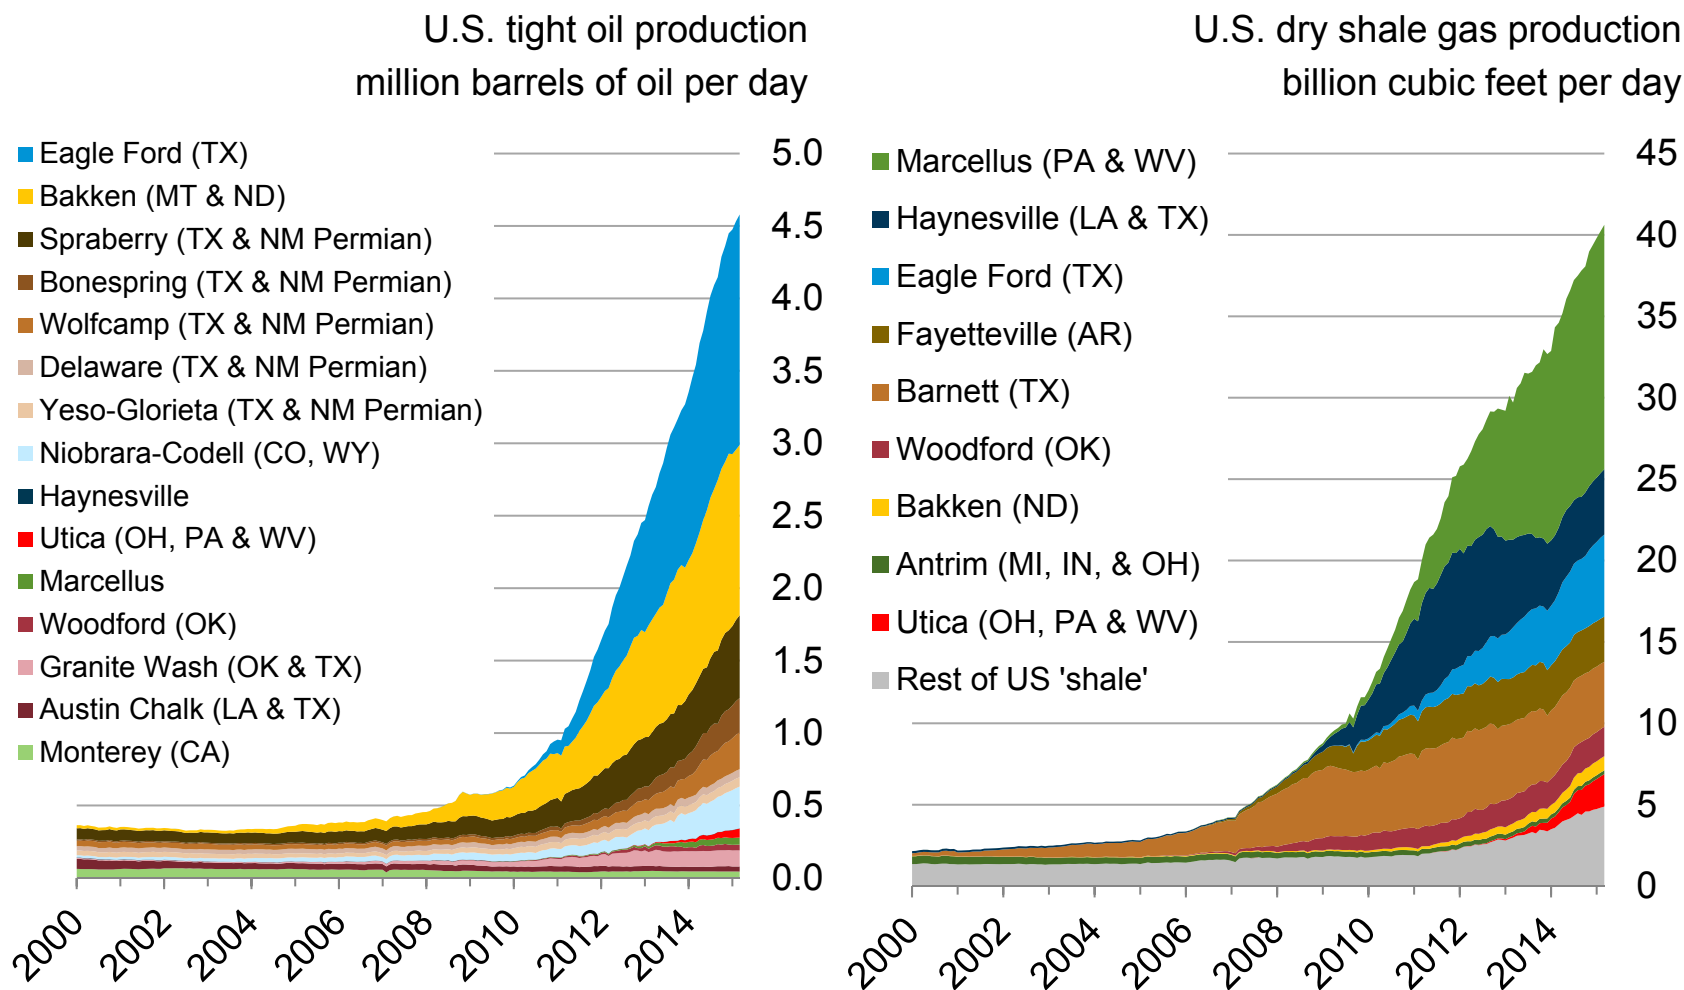 U.S. tight oil production
million barrels of oil per day
Eagle Ford (TX)
Bakken (MT & ND)
Spraberry (TX & NM Permian)
Bonespring (TX & NM Permian)
Wolfcamp (TX & NM Permian)
Delaware (TX & NM Permian)
Yeso-Glorieta (TX & NM Permian)
Niobrara-Codell (CO, WY)
Haynesville
Utica (OH, PA & WV)
Marcellus
Woodford (OK)
Granite Wash (OK & TX)
Austin Chalk (LA & TX)
Monterey (CA)
5.0
4.5
4.0
3.5
3.0
2.5
2.0
1.5
1.0
0.5
0.0
2000
2002
2004
2006
2008
2010
2012
2014
U.S. dry shale gas production
billion cubic feet per day
Marcellus (PA & WV)
Haynesville (LA & TX)
Eagle Ford (TX)
Fayetteville (AR)
Barnett (TX)
Woodford (OK)
Bakken (ND)
Antrim (MI, IN, & OH)
Utica (OH, PA & WV)
Rest of US 'shale'
45
40
35
30
25
20
15
10
5
0
2000
2002
2004
2006
2008
2010
2012
2014